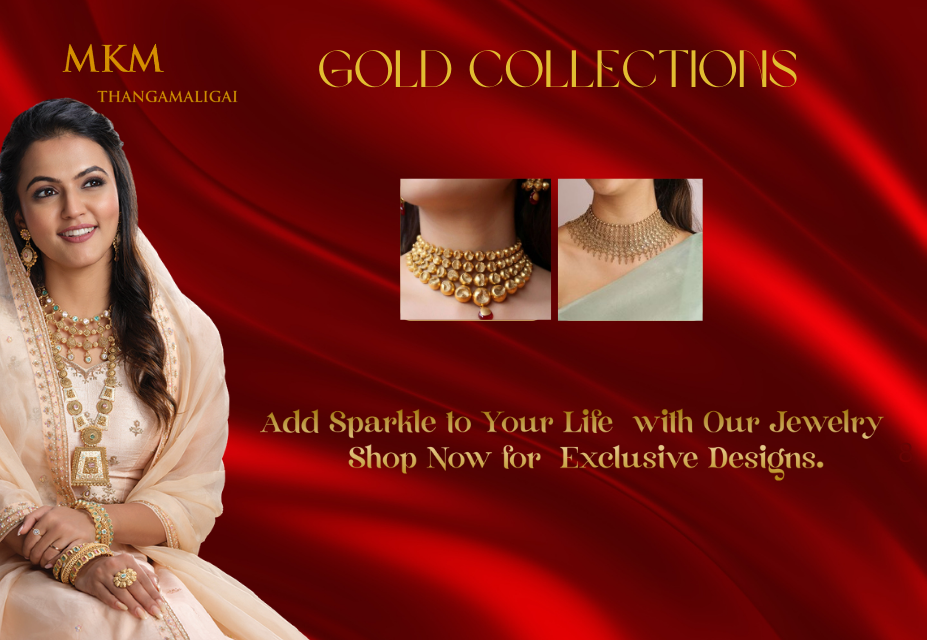 MKM
THANGAMALIGAI
GOLD COLLECTIONS
Add Sparkle to Your Life with Our Jewelry
Shop Now for Exclusive Designs.